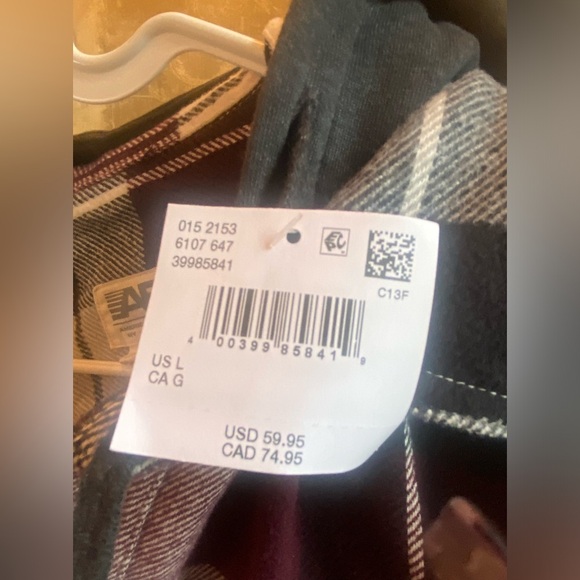 015 2153
6107 647
39985841
C13F
4 00399 85841 9
US L
CA G
USD 59.95
CAD 74.95